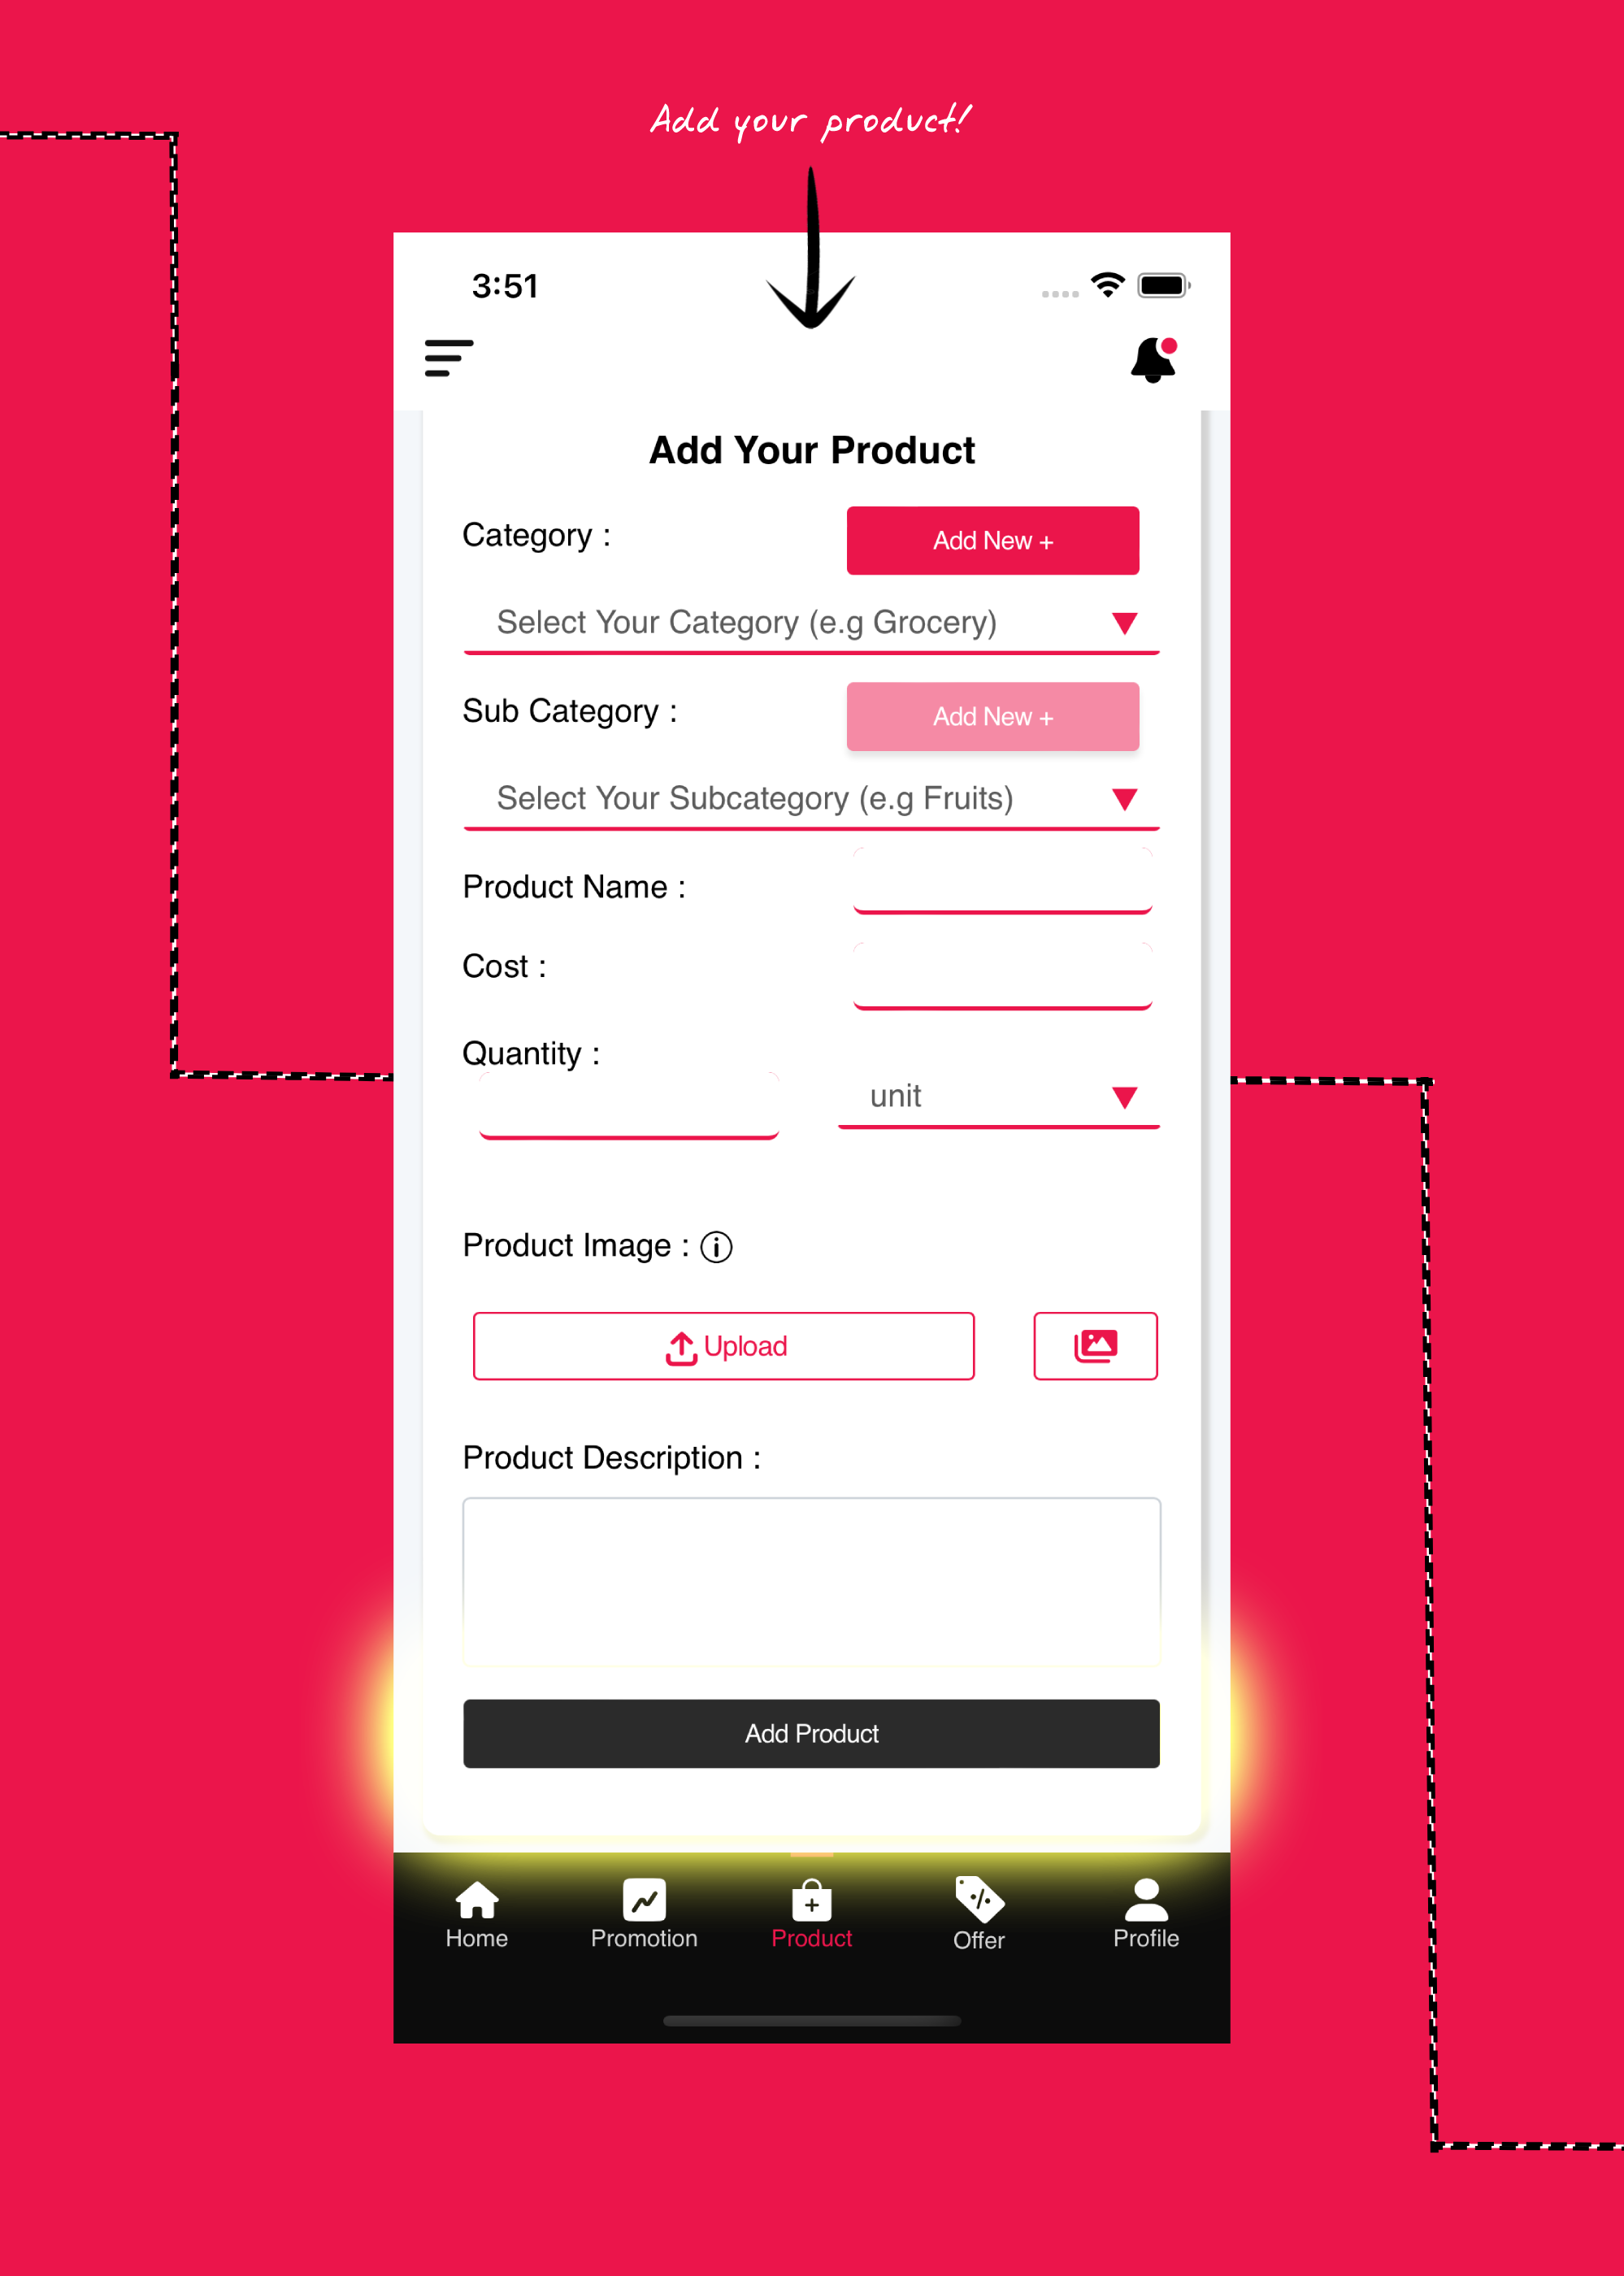 Add your product!
3:51
Add Your Product
Category :
Add New +
Select Your Category (e.g Grocery)
Sub Category :
Add New +
Select Your Subcategory (e.g Fruits)
Product Name :
Cost :
Quantity :
unit
Product Image :
Upload
Product Description :
Add Product
Home Promotion Product Offer Profile